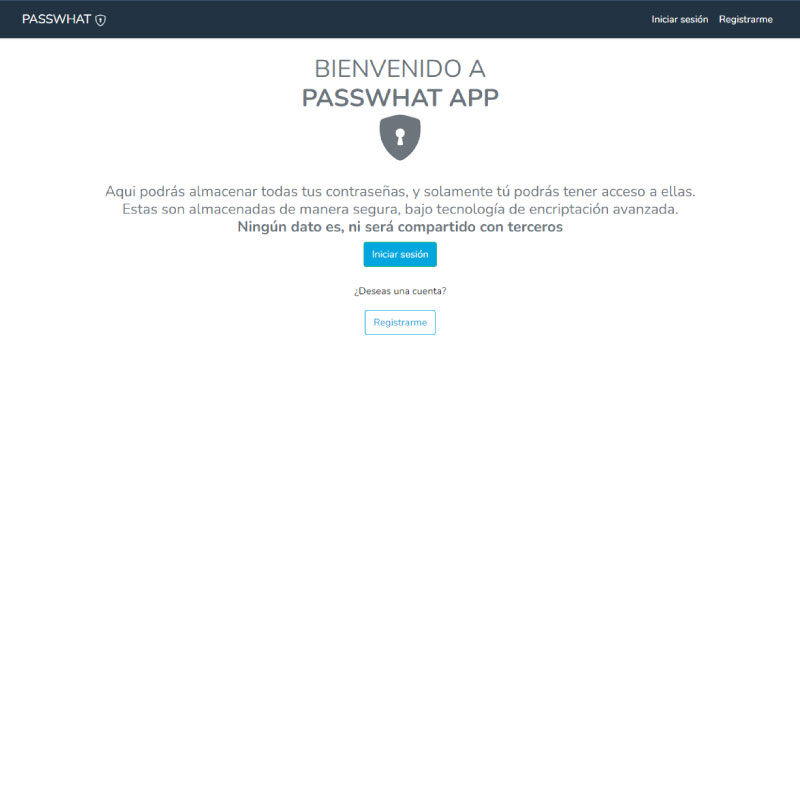 PASSWHAT
Iniciar sesión Registrarme
BIENVENIDO A
PASSWHAT APP
Aqui podrás almacenar todas tus contraseñas, y solamente tú podrás tener acceso a ellas.
Estas son almacenadas de manera segura, bajo tecnología de encriptación avanzada.
Ningún dato es, ni será compartido con terceros
Iniciar sesión
¿Deseas una cuenta?
Registrarme